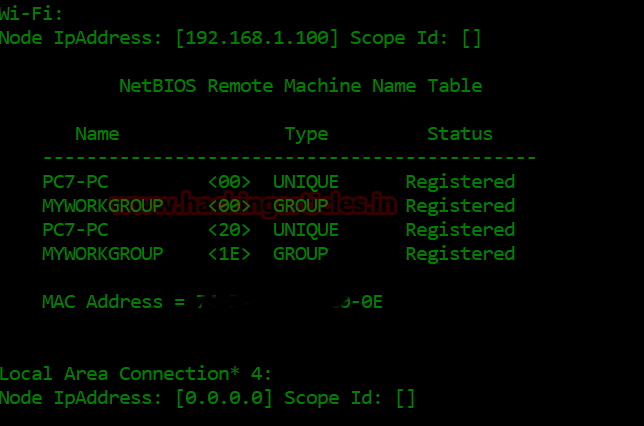 Wi-Fi:
Node IpAddress: [192.168.1.100] Scope Id: []
NetBIOS Remote Machine Name Table
Name Type Status
---------------------------------------------
PC7-PC <00> UNIQUE Registered
MYWORKGROUP <00> GROUP Registered
www.hackingarticles.in
PC7-PC <20> UNIQUE Registered
MYWORKGROUP <1E> GROUP Registered
MAC Address = 0-0E
Local Area Connection* 4:
Node IpAddress: [0.0.0.0] Scope Id: []